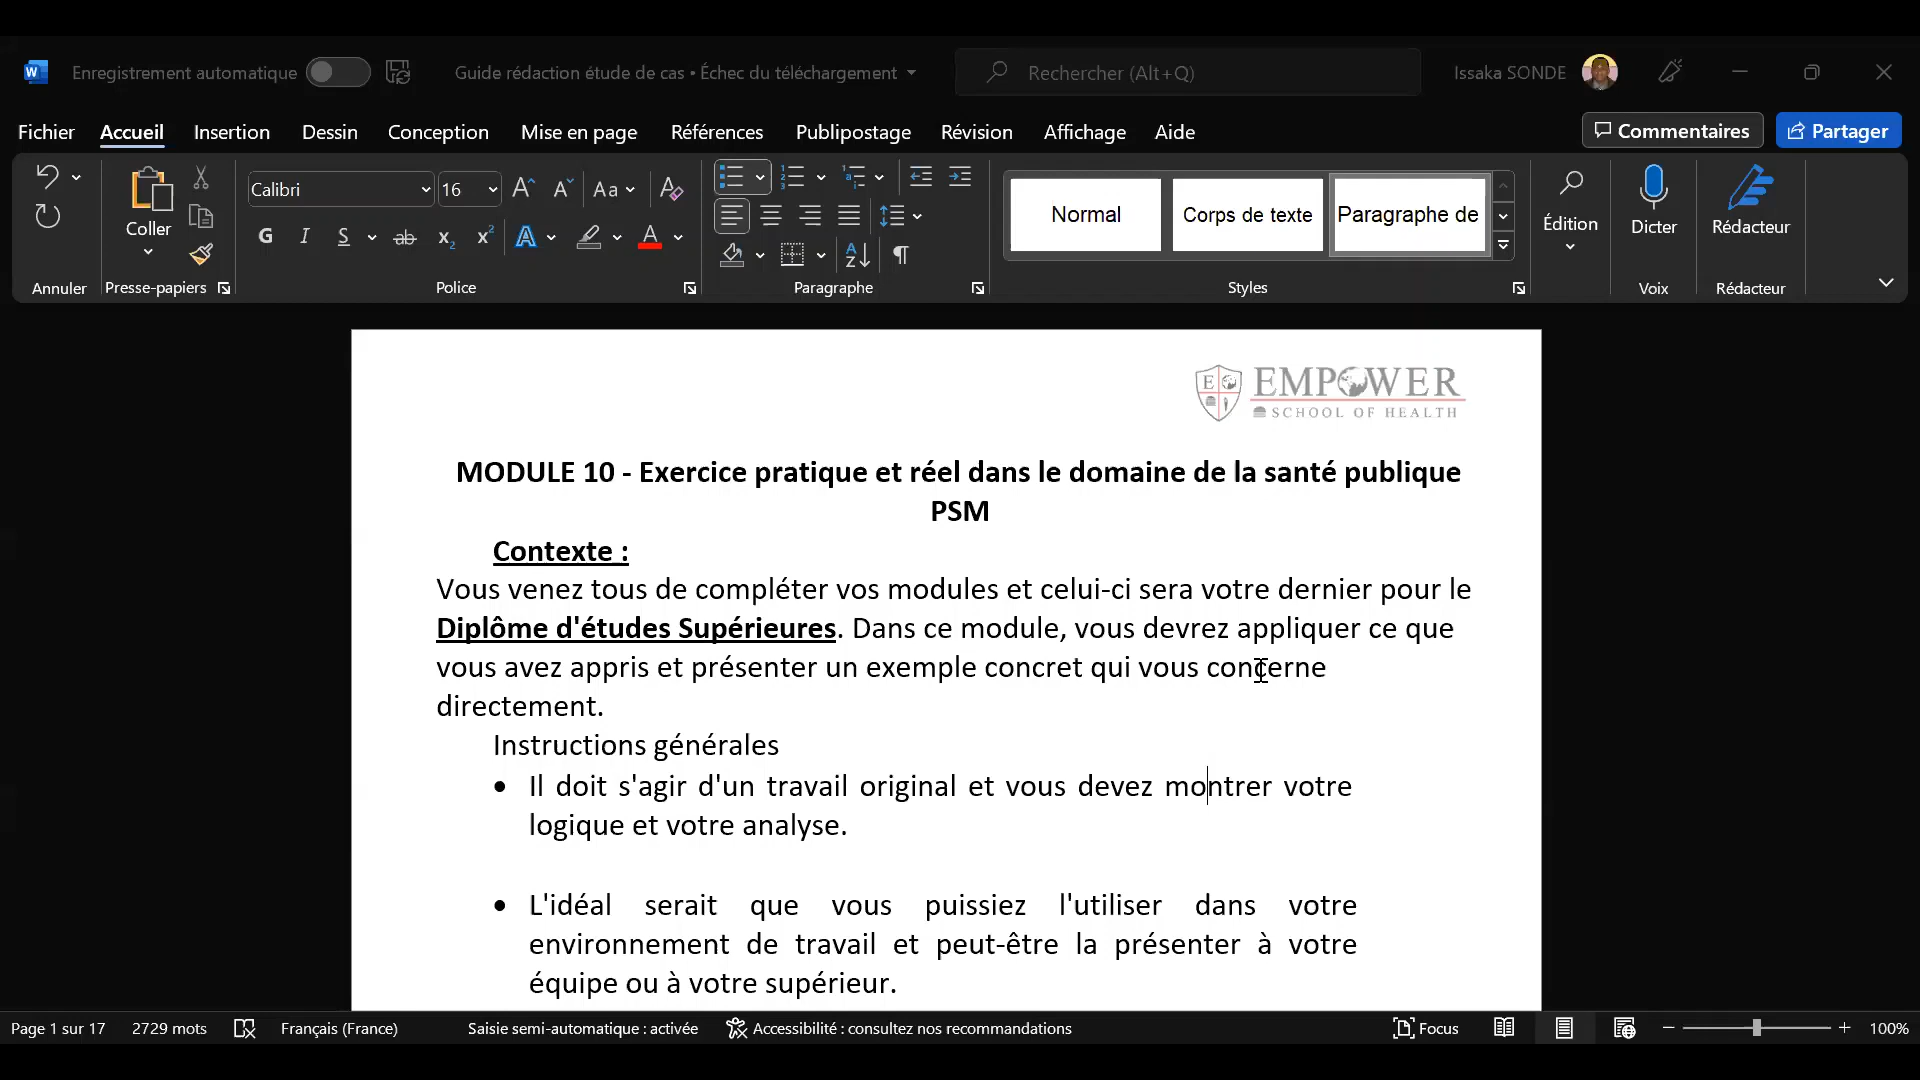 Enregistrement automatique
Guide rédaction étude de cas • Échec du téléchargement
Rechercher (Alt+Q)
Issaka SONDE
Fichier Accueil Insertion Dessin Conception Mise en page Références Publipostage Révision Affichage Aide
Commentaires
Partager
Coller
Calibri 16
Aa
G I S ab x₂ x² A A
Normal
Corps de texte
Paragraphe de
Édition
Dicter
Rédacteur
Annuler
Presse-papiers
Police
Paragraphe
Styles
Voix
Rédacteur
EMPOWER
SCHOOL OF HEALTH
MODULE 10 - Exercice pratique et réel dans le domaine de la santé publique
PSM
Contexte :
Vous venez tous de compléter vos modules et celui-ci sera votre dernier pour le
Diplôme d'études Supérieures. Dans ce module, vous devrez appliquer ce que
vous avez appris et présenter un exemple concret qui vous concerne
directement.
Instructions générales
• Il doit s'agir d'un travail original et vous devez montrer votre
logique et votre analyse.
• L'idéal serait que vous puissiez l'utiliser dans votre
environnement de travail et peut-être la présenter à votre
équipe ou à votre supérieur.
Page 1 sur 17 2729 mots Français (France) Saisie semi-automatique : activée Accessibilité : consultez nos recommandations Focus 100%